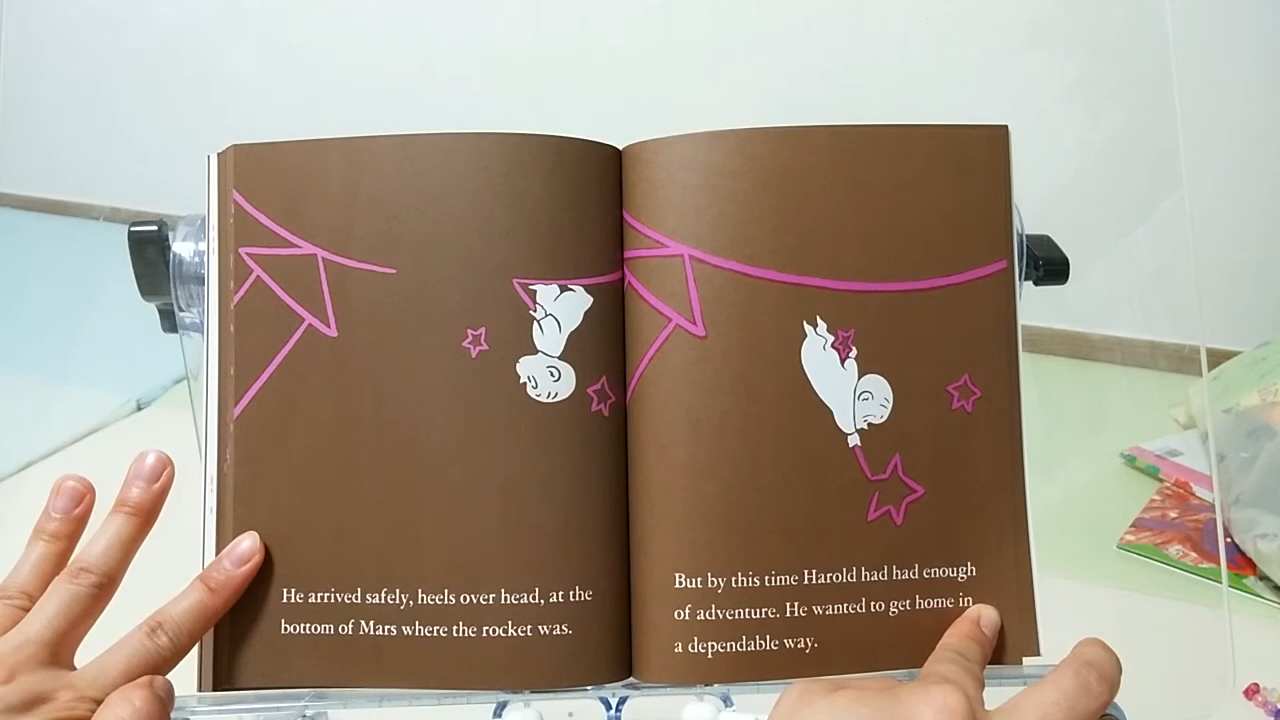 He arrived safely, heels over head, at the
bottom of Mars where the rocket was.
But by this time Harold had had enough
of adventure. He wanted to get home in
a dependable way.